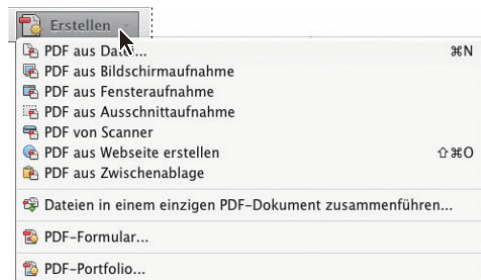 Erstellen
PDF aus Datei... ⌘N
PDF aus Bildschirmaufnahme
PDF aus Fensteraufnahme
PDF aus Ausschnittaufnahme
PDF von Scanner
PDF aus Webseite erstellen ⇧⌘O
PDF aus Zwischenablage
Dateien in einem einzigen PDF-Dokument zusammenführen...
PDF-Formular...
PDF-Portfolio...